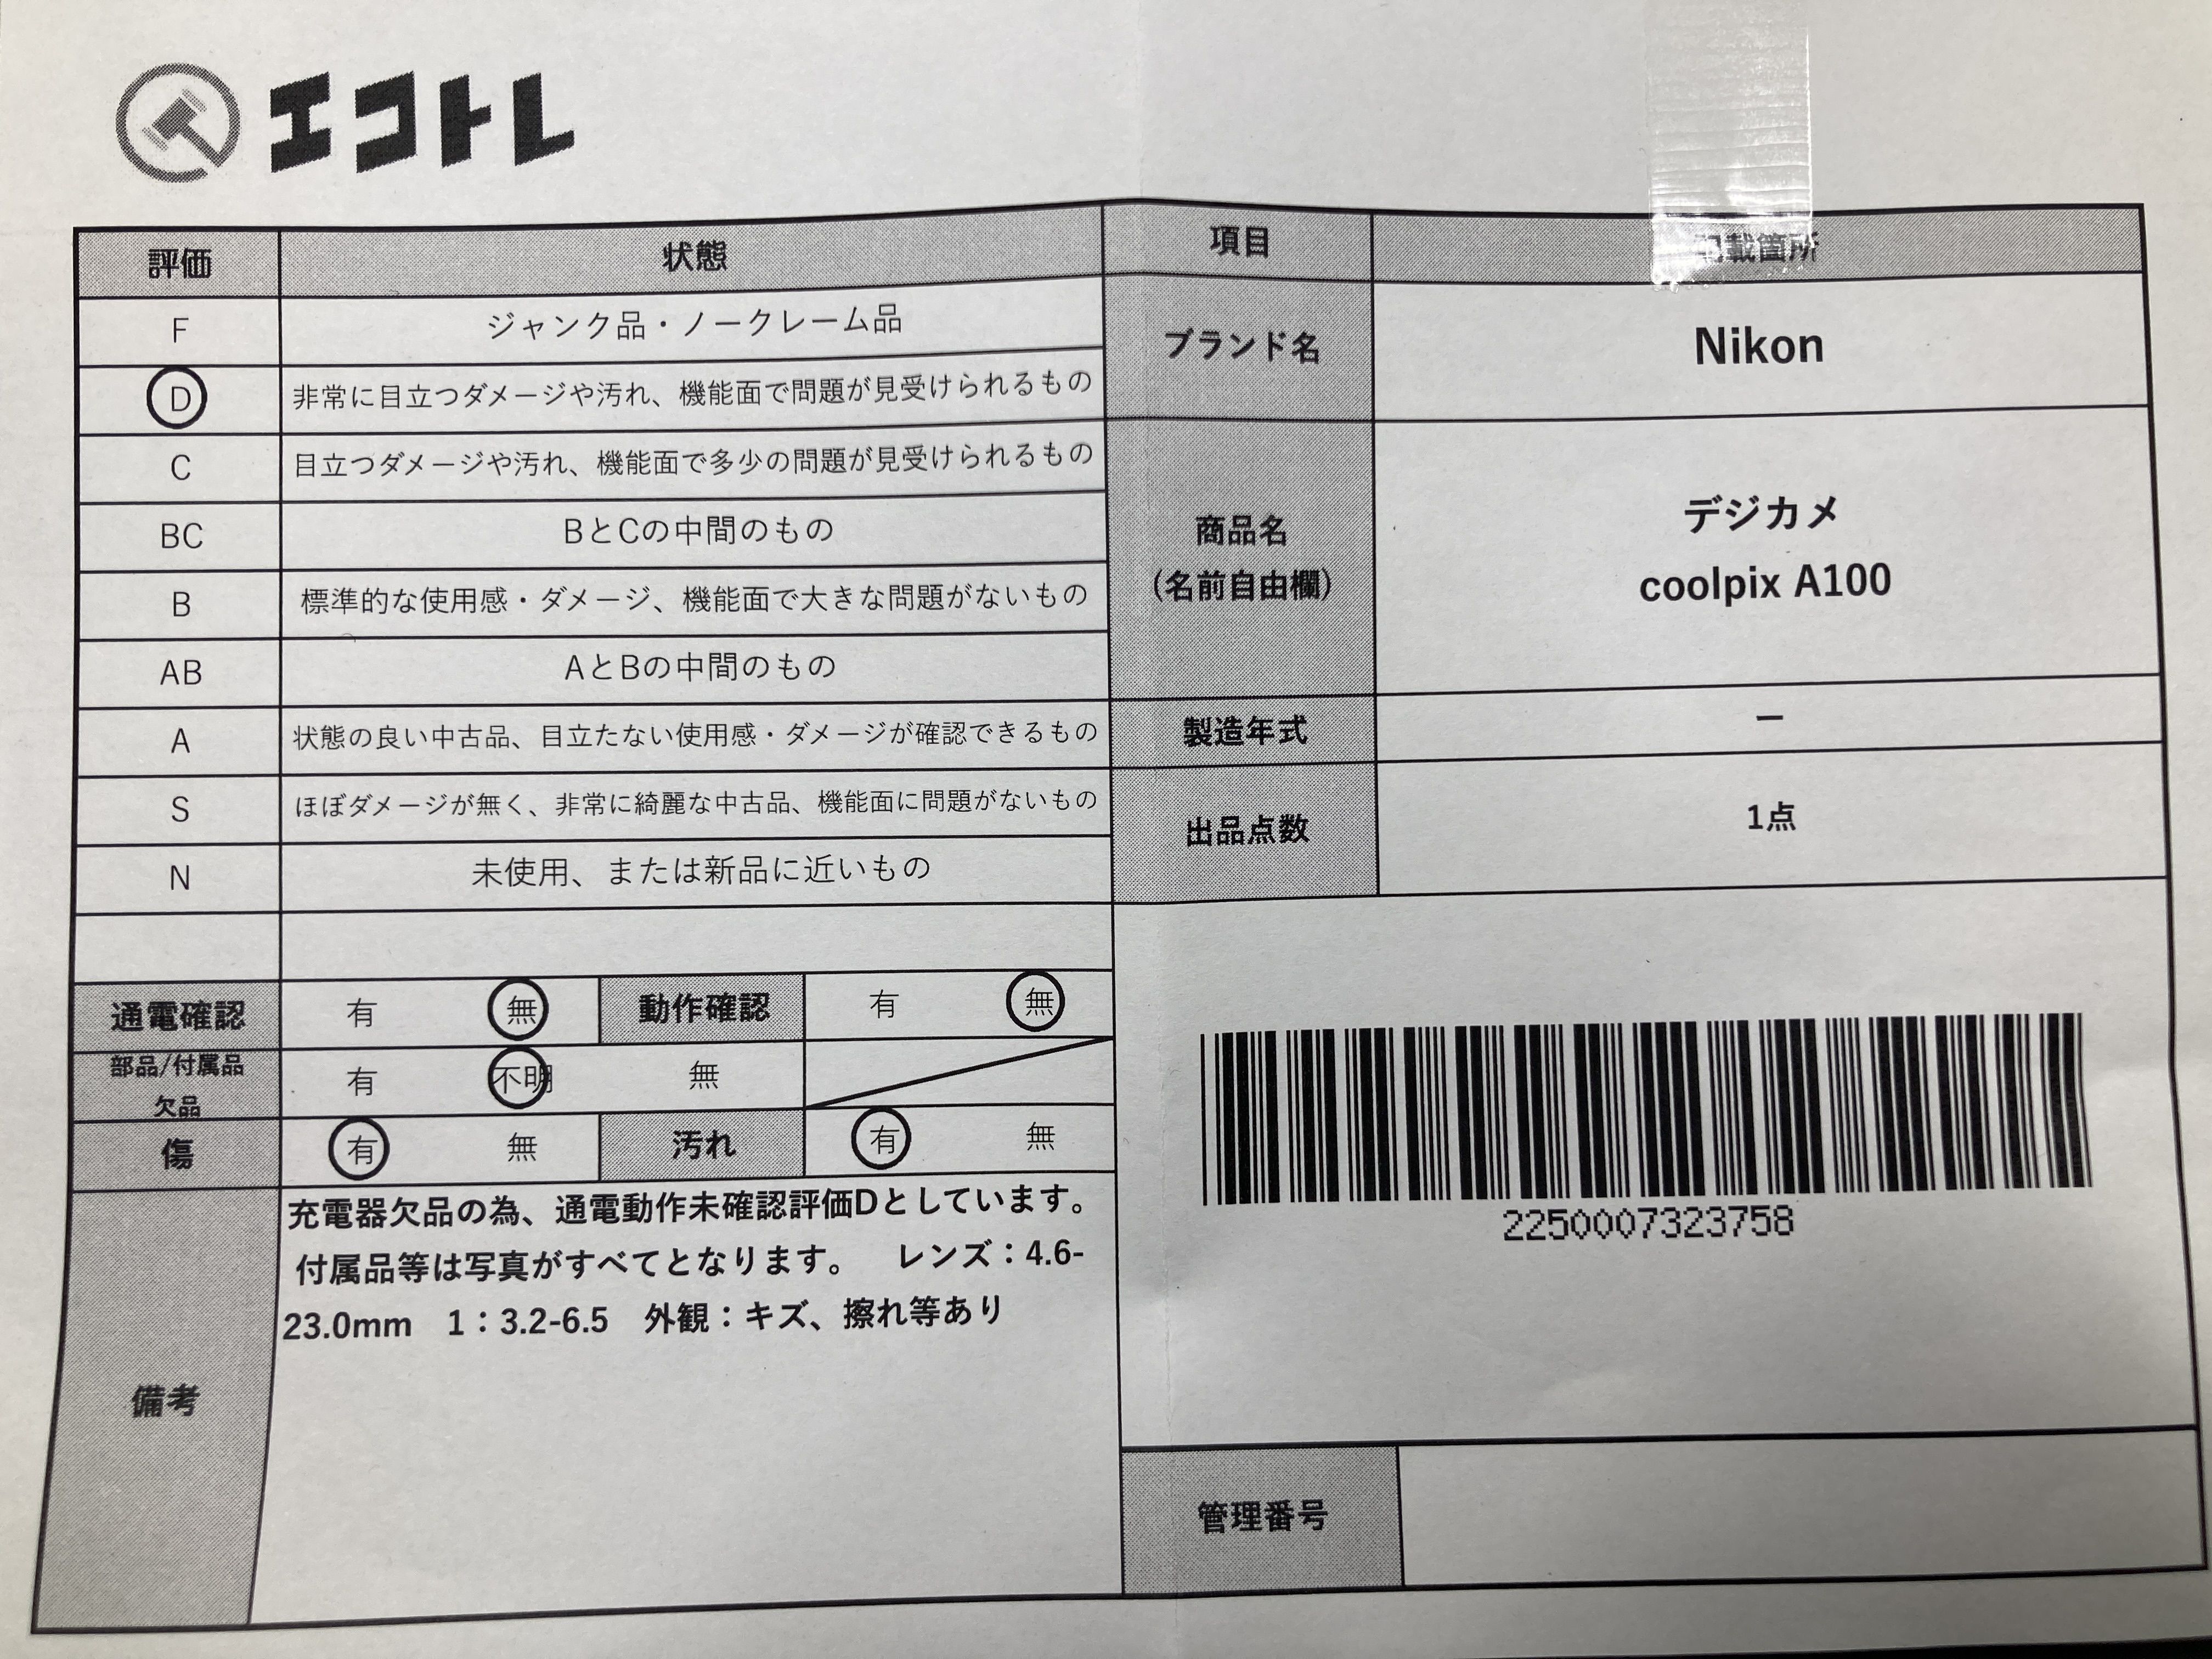 エコトレ
評価 状態
F ジャンク品・ノークレーム品
D 非常に目立つダメージや汚れ、機能面で問題が見受けられるもの
C 目立つダメージや汚れ、機能面で多少の問題が見受けられるもの
BC BとCの中間のもの
B 標準的な使用感・ダメージ、機能面で大きな問題がないもの
AB AとBの中間のもの
A 状態の良い中古品、目立たない使用感・ダメージが確認できるもの
S ほぼダメージが無く、非常に綺麗な中古品、機能面に問題がないもの
N 未使用、または新品に近いもの
通電確認 有 無 動作確認 有 無
部品/付属品
欠品
有 不明 無
傷 有 無 汚れ 有 無
備考
充電器欠品の為、通電動作未確認評価Dとしています。
付属品等は写真がすべてとなります。 レンズ：4.6-
23.0mm 1：3.2-6.5 外観：キズ、擦れ等あり
項目 記載箇所
ブランド名 Nikon
商品名
(名前自由欄)
デジカメ
coolpix A100
製造年式 ー
出品点数 1点
2250007323758
管理番号